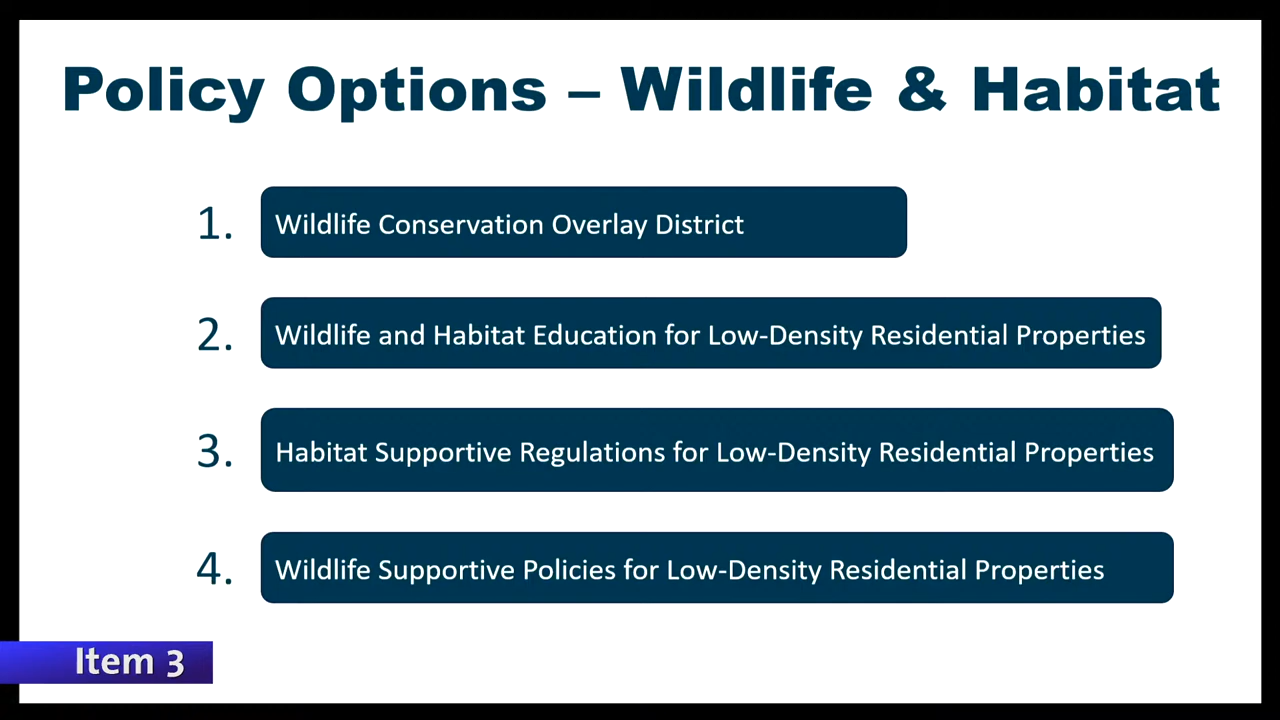 Policy Options – Wildlife & Habitat
1. Wildlife Conservation Overlay District
2. Wildlife and Habitat Education for Low-Density Residential Properties
3. Habitat Supportive Regulations for Low-Density Residential Properties
4. Wildlife Supportive Policies for Low-Density Residential Properties
Item 3